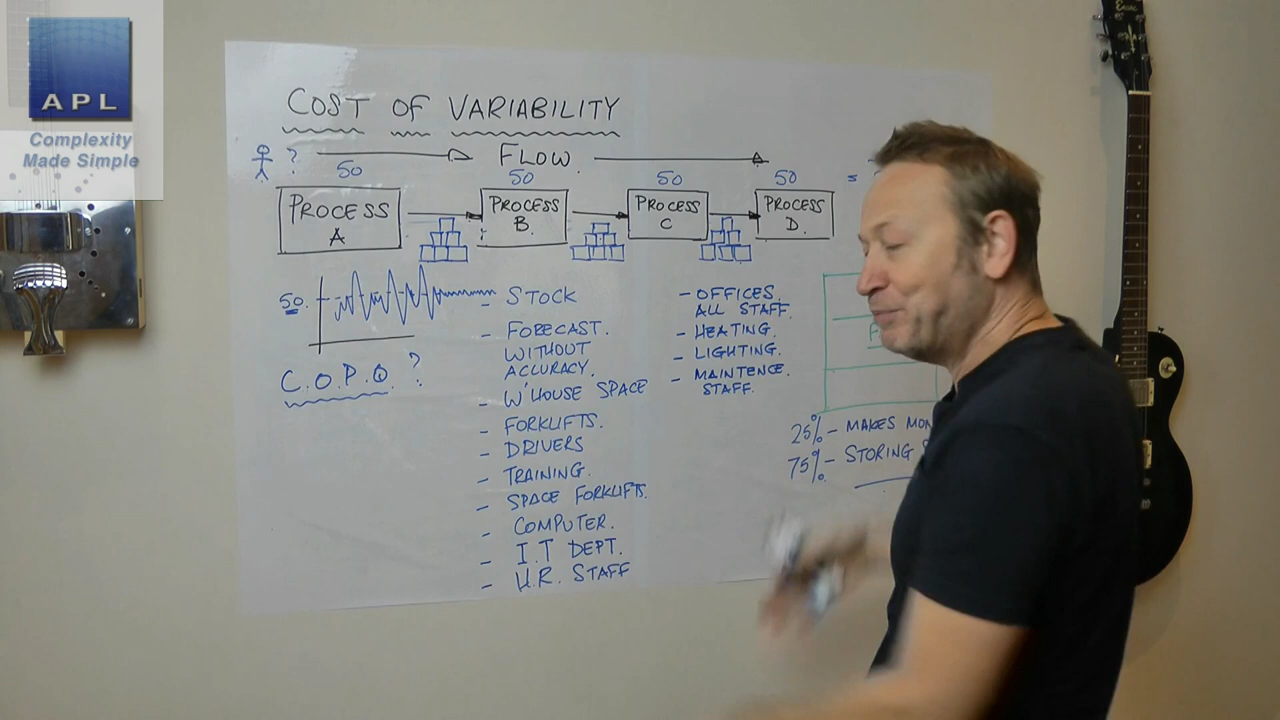 APL
Complexity
Made Simple
COST OF VARIABILITY
? FLOW.
50 50 50 50 =
PROCESS
A
PROCESS
B.
PROCESS
C
PROCESS
D.
50.
C.O.P.Q. ?
- STOCK
- FORECAST.
WITHOUT
ACCURACY.
- W'HOUSE SPACE
- FORKLIFTS.
- DRIVERS
- TRAINING.
- SPACE FORKLIFTS.
- COMPUTER.
- I.T DEPT.
- H.R. STAFF
- OFFICES.
ALL STAFF.
- HEATING.
- LIGHTING.
- MAINTENCE.
STAFF.
25% - MAKES
75% - STORING